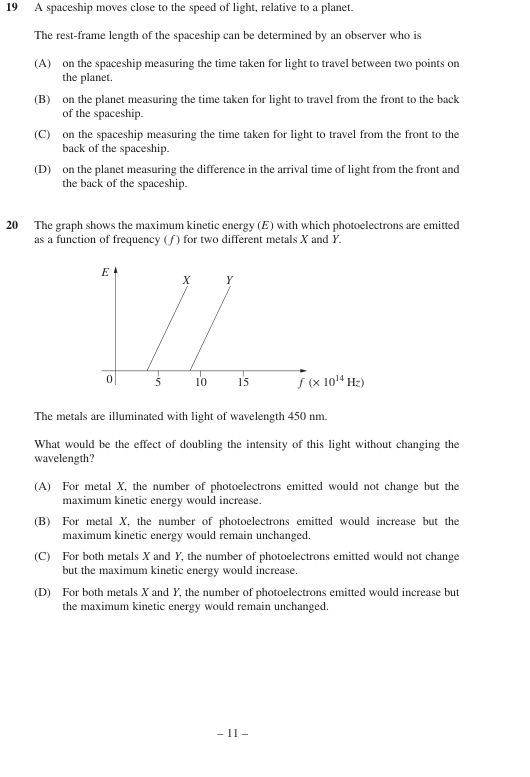 19 A spaceship moves close to the speed of light, relative to a planet.
The rest-frame length of the spaceship can be determined by an observer who is
(A) on the spaceship measuring the time taken for light to travel between two points on
the planet.
(B) on the planet measuring the time taken for light to travel from the front to the back
of the spaceship.
(C) on the spaceship measuring the time taken for light to travel from the front to the
back of the spaceship.
(D) on the planet measuring the difference in the arrival time of light from the front and
the back of the spaceship.
20 The graph shows the maximum kinetic energy (E) with which photoelectrons are emitted
as a function of frequency (f) for two different metals X and Y.
E
X Y
0 5 10 15 f (× 10¹⁴ Hz)
The metals are illuminated with light of wavelength 450 nm.
What would be the effect of doubling the intensity of this light without changing the
wavelength?
(A) For metal X, the number of photoelectrons emitted would not change but the
maximum kinetic energy would increase.
(B) For metal X, the number of photoelectrons emitted would increase but the
maximum kinetic energy would remain unchanged.
(C) For both metals X and Y, the number of photoelectrons emitted would not change
but the maximum kinetic energy would increase.
(D) For both metals X and Y, the number of photoelectrons emitted would increase but
the maximum kinetic energy would remain unchanged.
– 11 –